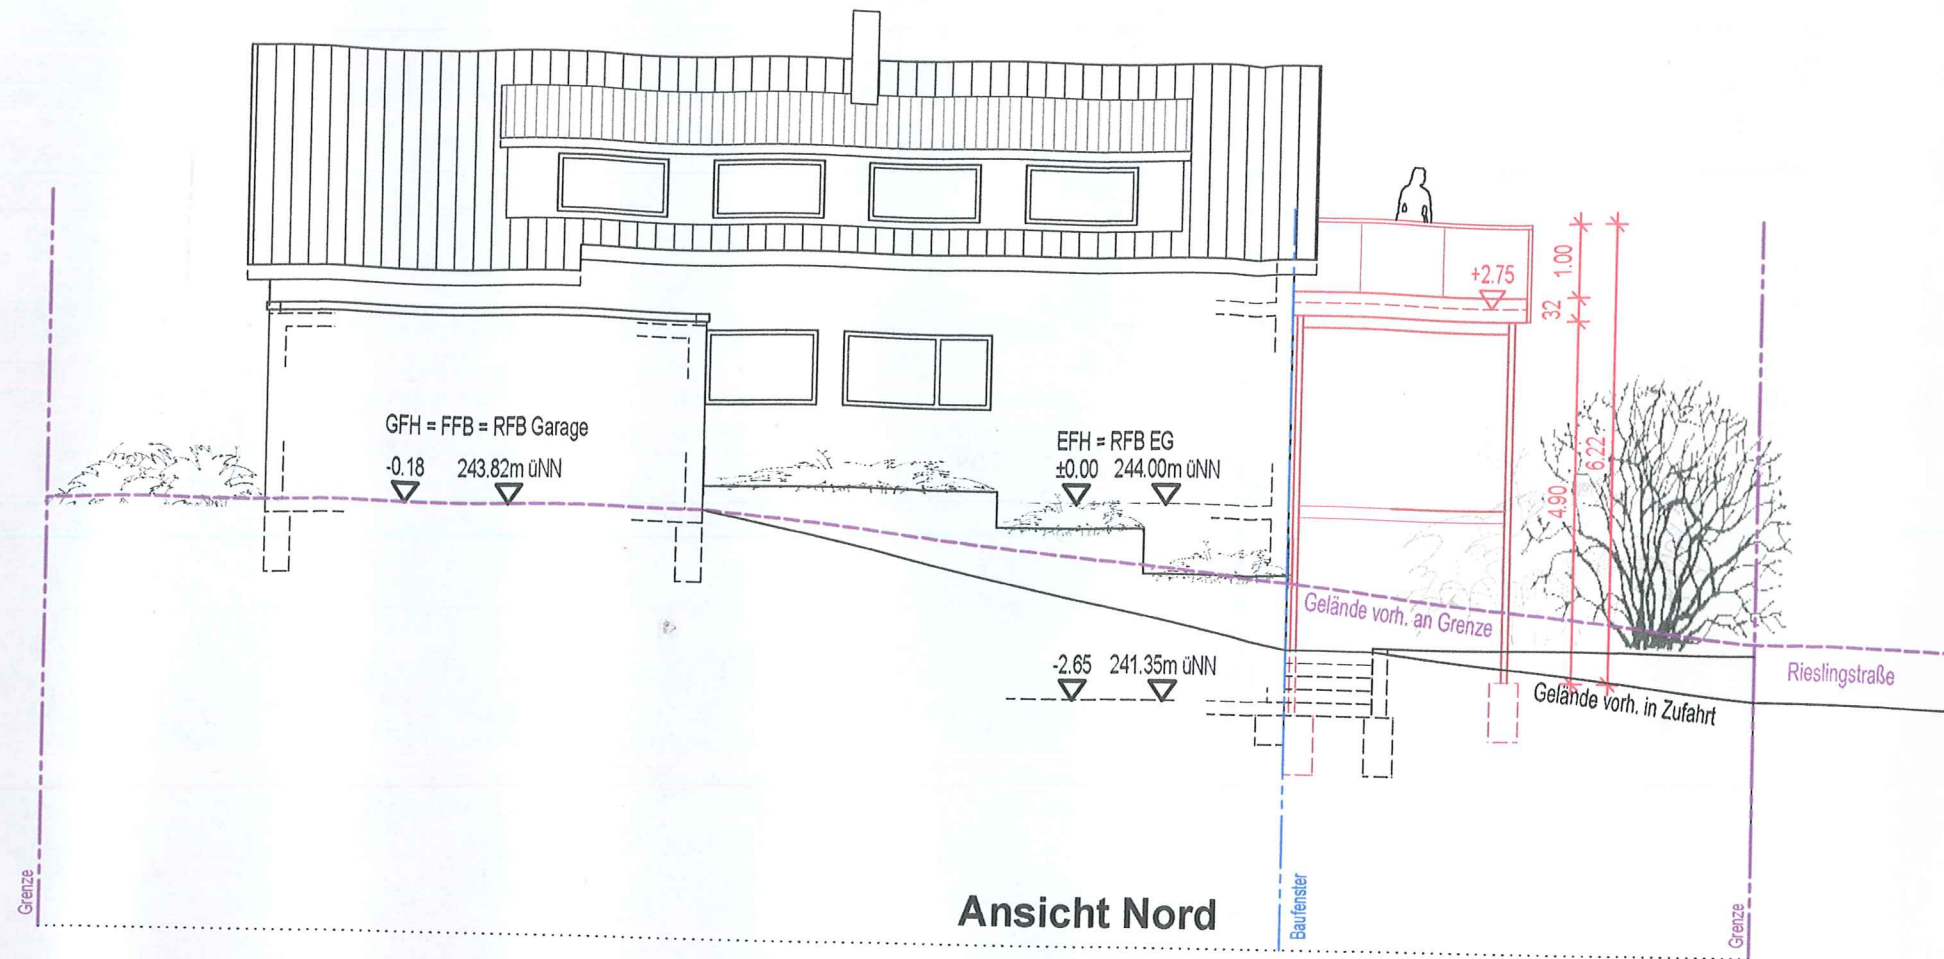 +2.75
1.00
32
4.90
6.22
GFH = FFB = RFB Garage
-0.18 243.82m üNN
EFH = RFB EG
±0.00 244.00m üNN
Gelände vorh. an Grenze
-2.65 241.35m üNN
Rieslingstraße
Gelände vorh. in Zufahrt
Grenze
Ansicht Nord
Baufenster
Grenze